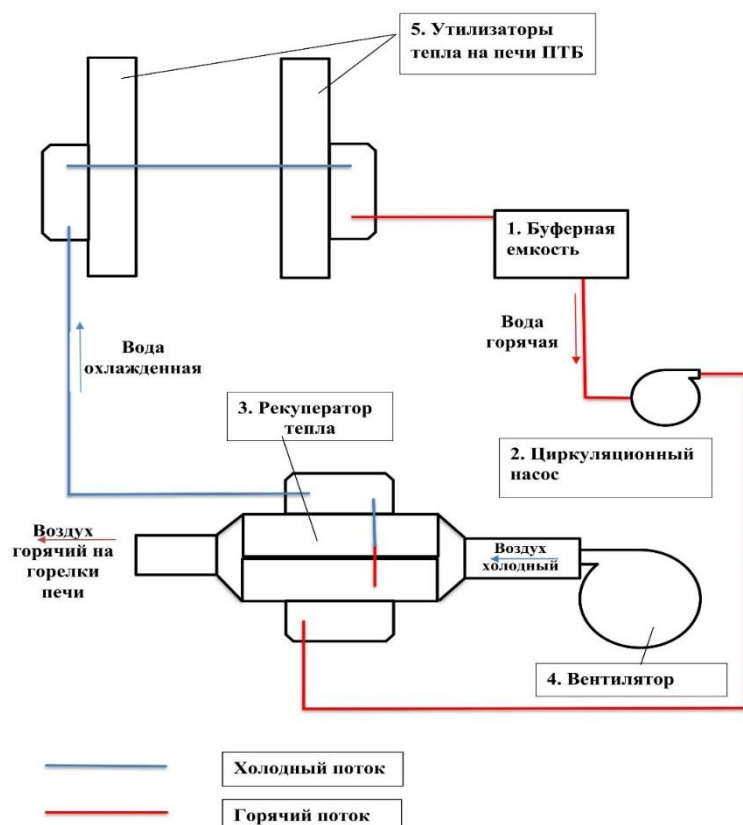 5. Утилизаторы
тепла на печи ПТБ
1. Буферная
емкость
Вода
горячая
Вода
охлажденная
3. Рекуператор
тепла
2. Циркуляционный
насос
Воздух
горячий на
горелки
печи
Воздух
холодный
4. Вентилятор
Холодный поток
Горячий поток